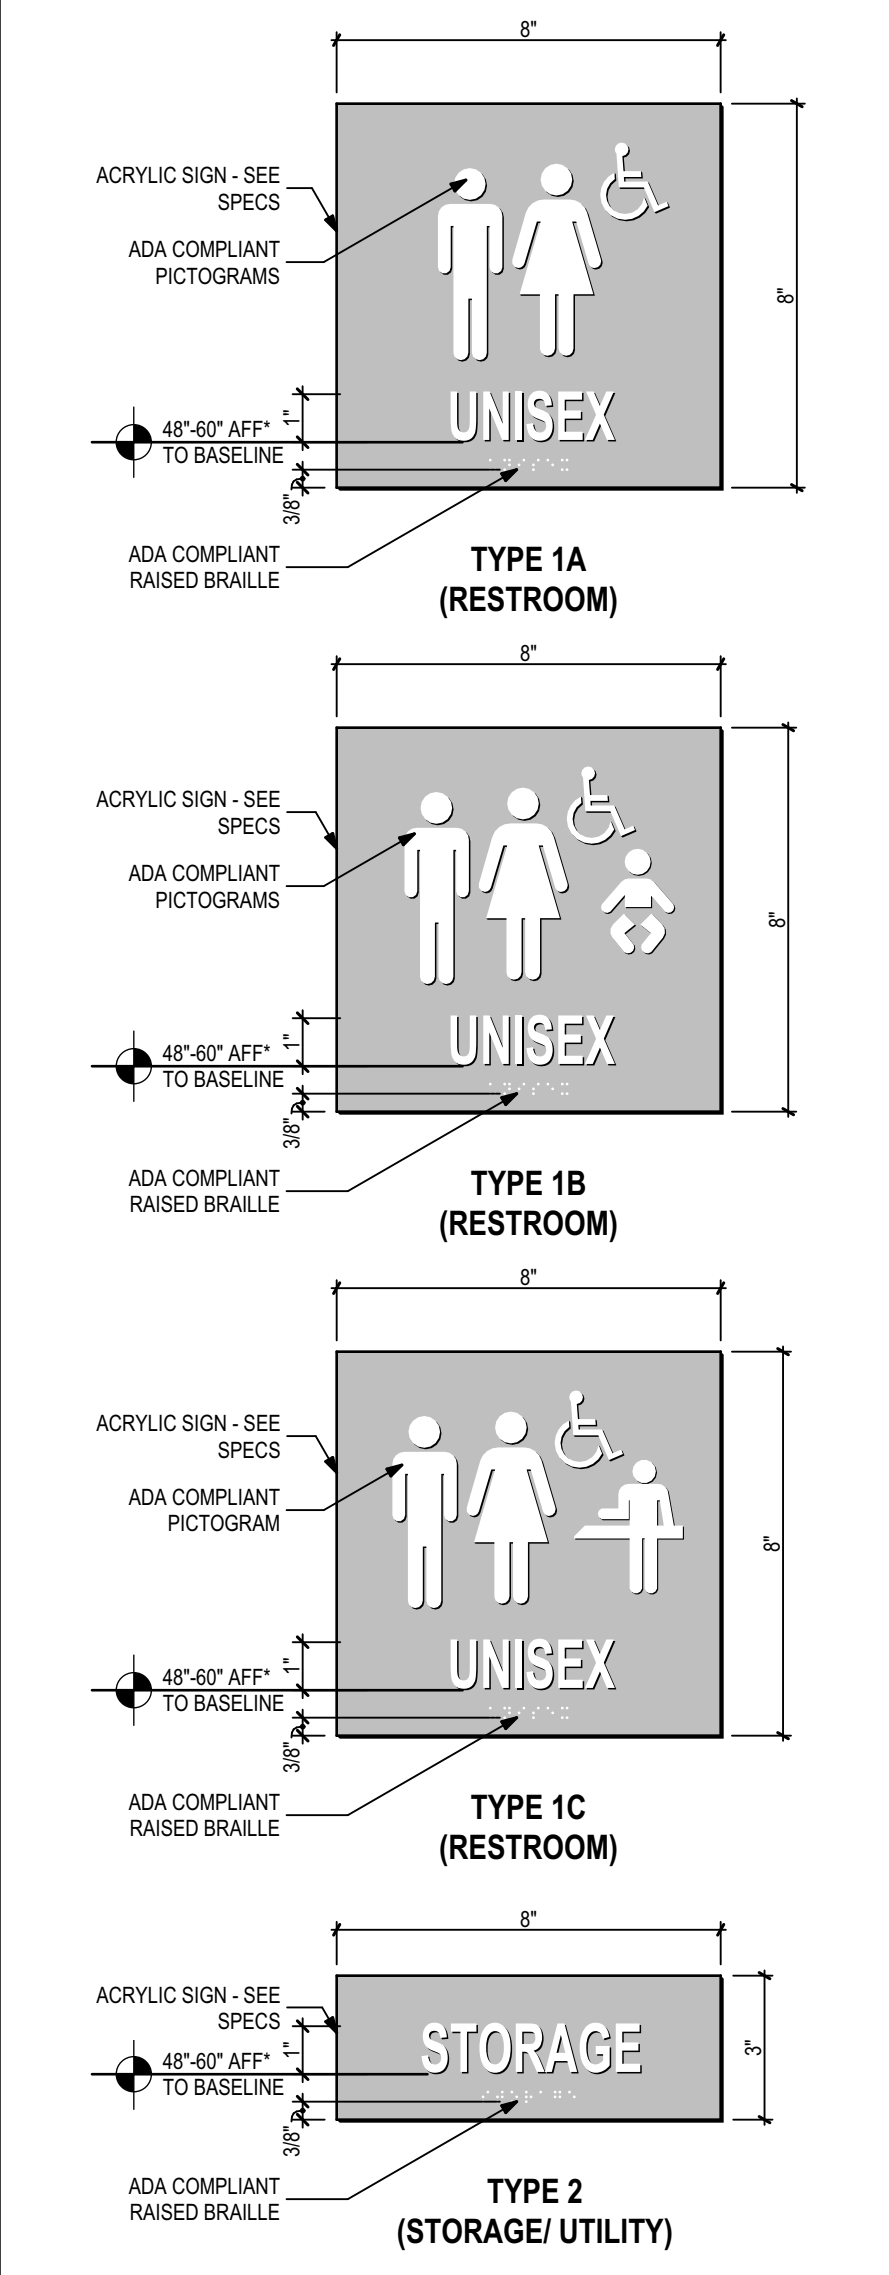 8"
ACRYLIC SIGN - SEE
SPECS
ADA COMPLIANT
PICTOGRAMS
8"
UNISEX
1"
48"-60" AFF*
TO BASELINE
3/8"
ADA COMPLIANT
RAISED BRAILLE
TYPE 1A
(RESTROOM)
8"
ACRYLIC SIGN - SEE
SPECS
ADA COMPLIANT
PICTOGRAMS
8"
UNISEX
1"
48"-60" AFF*
TO BASELINE
3/8"
ADA COMPLIANT
RAISED BRAILLE
TYPE 1B
(RESTROOM)
8"
ACRYLIC SIGN - SEE
SPECS
ADA COMPLIANT
PICTOGRAM
8"
UNISEX
1"
48"-60" AFF*
TO BASELINE
3/8"
ADA COMPLIANT
RAISED BRAILLE
TYPE 1C
(RESTROOM)
8"
ACRYLIC SIGN - SEE
SPECS
STORAGE
3"
1"
48"-60" AFF*
TO BASELINE
3/8"
ADA COMPLIANT
RAISED BRAILLE
TYPE 2
(STORAGE/ UTILITY)